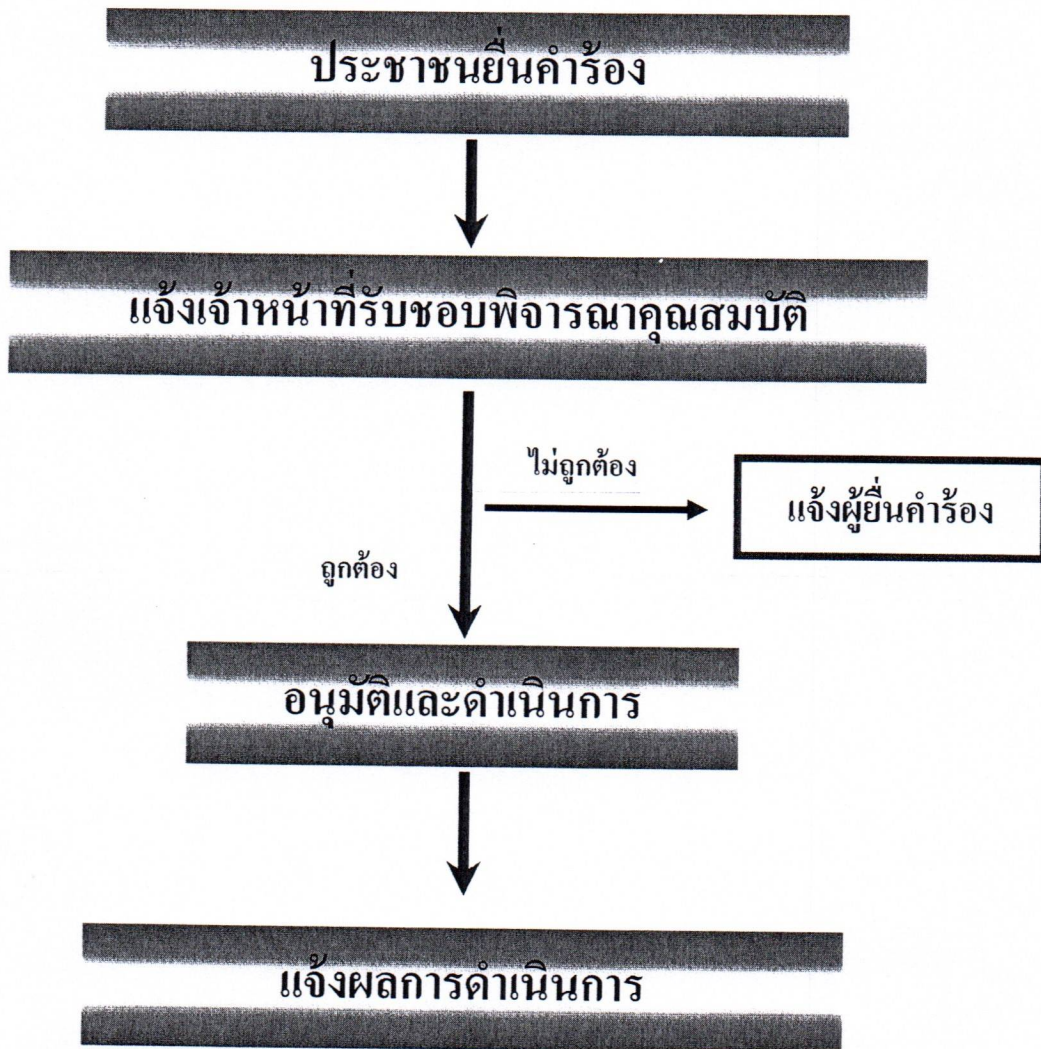 ประชาชนยื่นคำร้อง
แจ้งเจ้าหน้าที่รับชอบพิจารณาคุณสมบัติ
ไม่ถูกต้อง
แจ้งผู้ยื่นคำร้อง
ถูกต้อง
อนุมัติและดำเนินการ
แจ้งผลการดำเนินการ